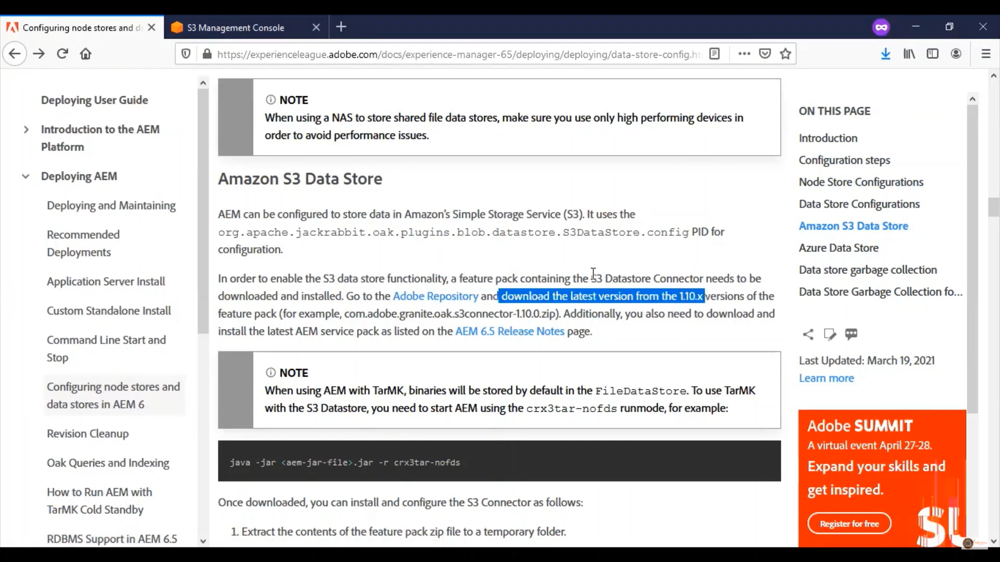 Configuring node stores and da
S3 Management Console
https://experienceleague.adobe.com/docs/experience-manager-65/deploying/deploying/data-store-config.ht
Deploying User Guide
Introduction to the AEM
Platform
Deploying AEM
Deploying and Maintaining
Recommended
Deployments
Application Server Install
Custom Standalone Install
Command Line Start and
Stop
Configuring node stores and
data stores in AEM 6
Revision Cleanup
Oak Queries and Indexing
How to Run AEM with
TarMK Cold Standby
RDBMS Support in AEM 6.5
NOTE
When using a NAS to store shared file data stores, make sure you use only high performing devices in
order to avoid performance issues.
Amazon S3 Data Store
AEM can be configured to store data in Amazon's Simple Storage Service (S3). It uses the
org.apache.jackrabbit.oak.plugins.blob.datastore.S3DataStore.config PID for
configuration.
In order to enable the S3 data store functionality, a feature pack containing the S3 Datastore Connector needs to be
downloaded and installed. Go to the Adobe Repository and download the latest version from the 1.10.x versions of the
feature pack (for example, com.adobe.granite.oak.s3connector-1.10.0.zip). Additionally, you also need to download and
install the latest AEM service pack as listed on the AEM 6.5 Release Notes page.
NOTE
When using AEM with TarMK, binaries will be stored by default in the FileDataStore. To use TarMK
with the S3 Datastore, you need to start AEM using the crx3tar-nofds runmode, for example:
java -jar <aem-jar-file>.jar -r crx3tar-nofds
Once downloaded, you can install and configure the S3 Connector as follows:
1. Extract the contents of the feature pack zip file to a temporary folder.
ON THIS PAGE
Introduction
Configuration steps
Node Store Configurations
Data Store Configurations
Amazon S3 Data Store
Azure Data Store
Data store garbage collection
Data Store Garbage Collection fo...
Last Updated: March 19, 2021
Learn more
Adobe SUMMIT
A virtual event April 27-28.
Expand your skills and
get inspired.
Register for free